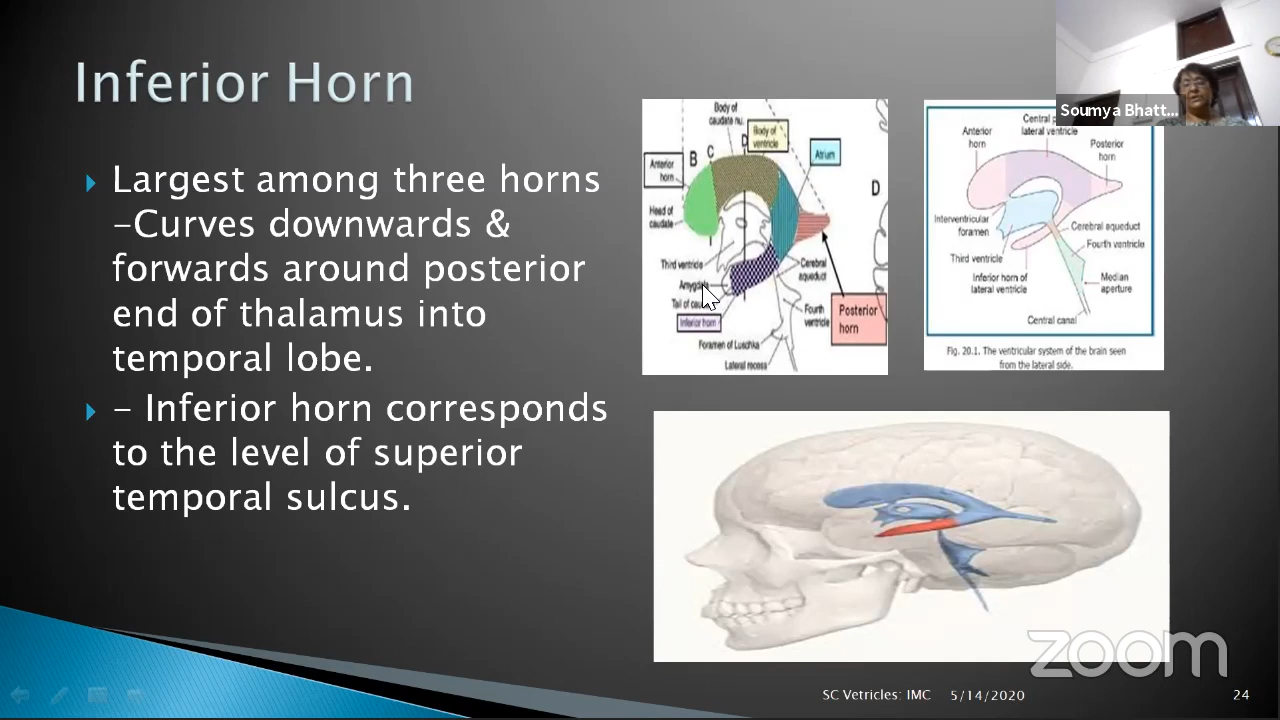 Inferior Horn
Largest among three horns
-Curves downwards &
forwards around posterior
end of thalamus into
temporal lobe.
- Inferior horn corresponds
to the level of superior
temporal sulcus.
Body of
caudate nu.
Body of
ventricle
Atrium
Anterior
horn
B
C
D
Head of
caudate
Third ventricle
Cerebral
aqueduct
Tail of
Inferior horn
Fourth
ventricle
Posterior
horn
Foramen of Luschka
Lateral recess
D
Soumya Bhatt...
Central
lateral ventricle
Anterior
horn
Posterior
horn
Interventricular
foramen
Cerebral aqueduct
Fourth ventricle
Third ventricle
Inferior horn of
lateral ventricle
Median
aperture
Central canal
Fig. 20.1. The ventricular system of the brain seen
from the lateral side.
zoom
SC Vetricles: IMC 5/14/2020 24